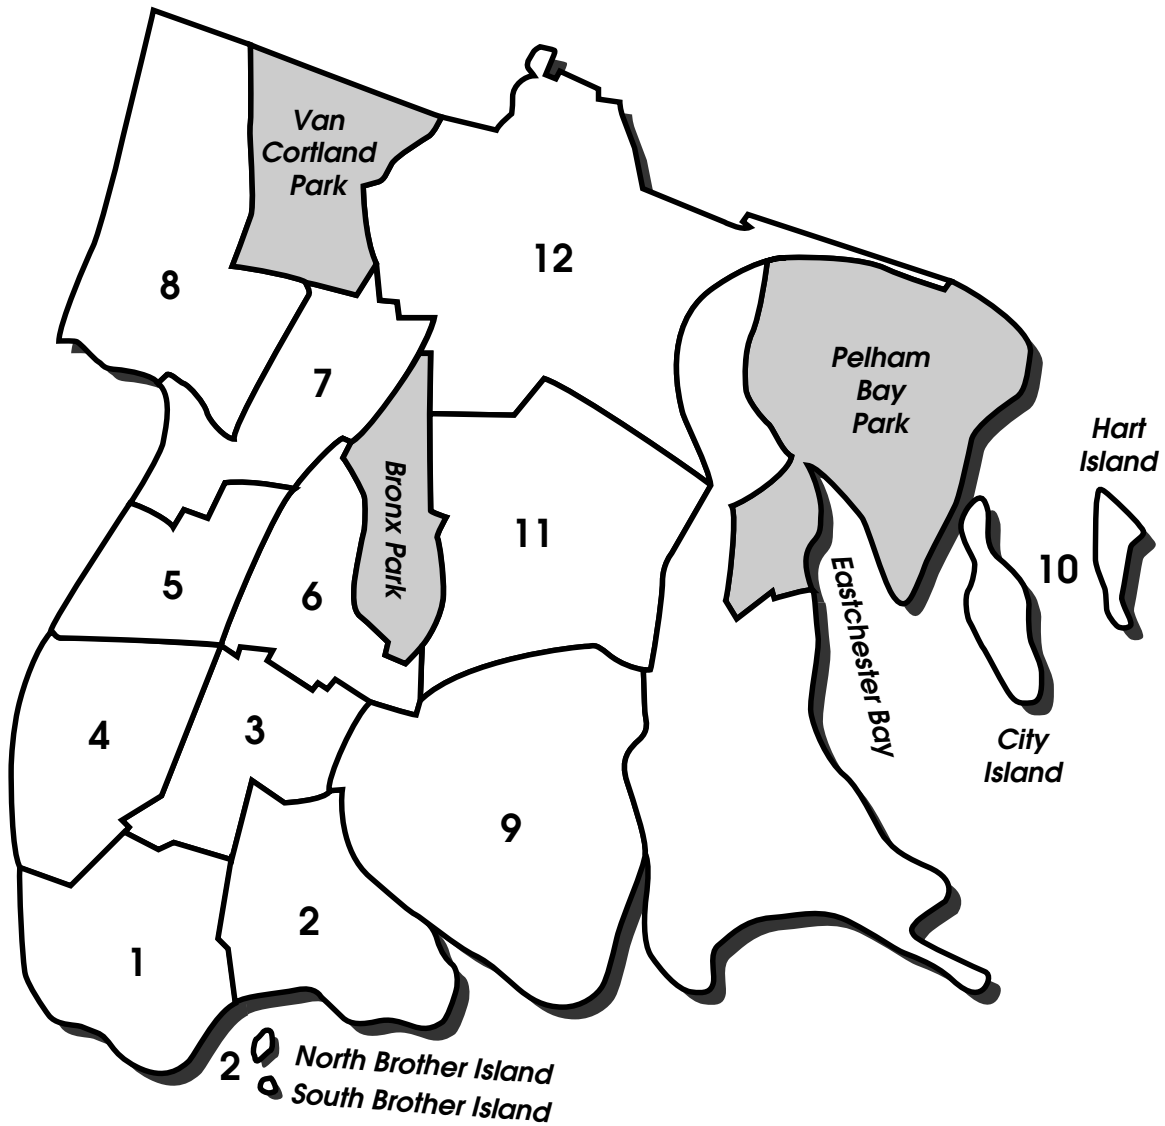 Van
Cortland
Park
12
8
Pelham
Bay
Park
7
Hart
Island
Bronx Park
11
10
5
6
Eastchester Bay
4
3
City
Island
9
2
1
2
North Brother Island
South Brother Island